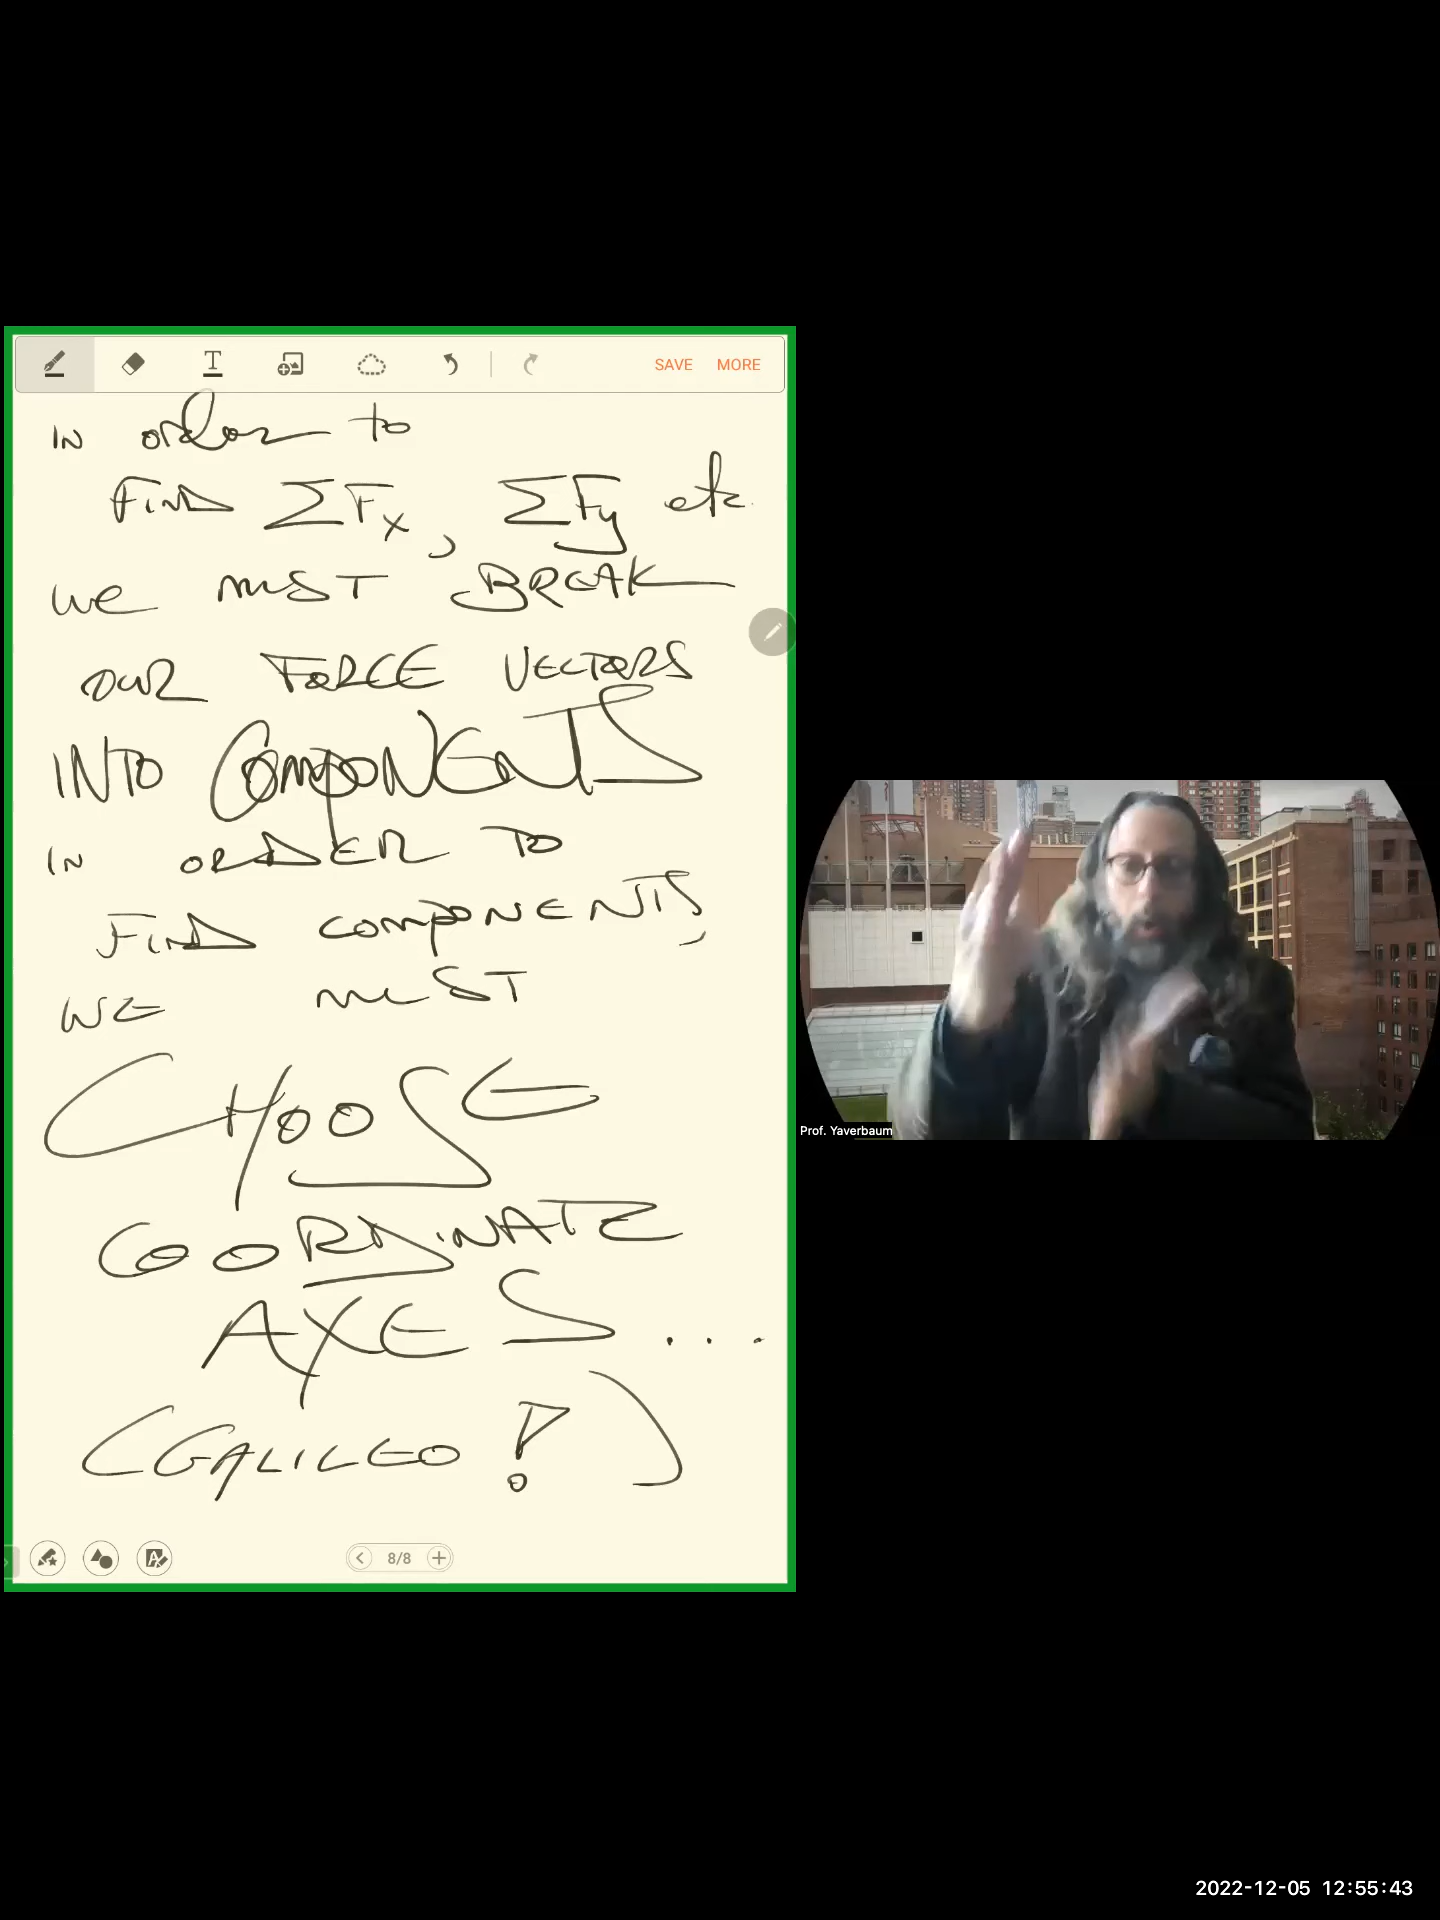 T
SAVE
MORE
IN order to
FIND ΣFx, ΣFy etc.
we MUST BREAK
OUR FORCE VECTORS
INTO COMPONENTS
IN ORDER TO
FIND COMPONENTS,
WE MUST
CHOOSE
COORDINATE
AXES ...
(GALILEO!)
8/8
Prof. Yaverbaum
2022-12-05 12:55:43